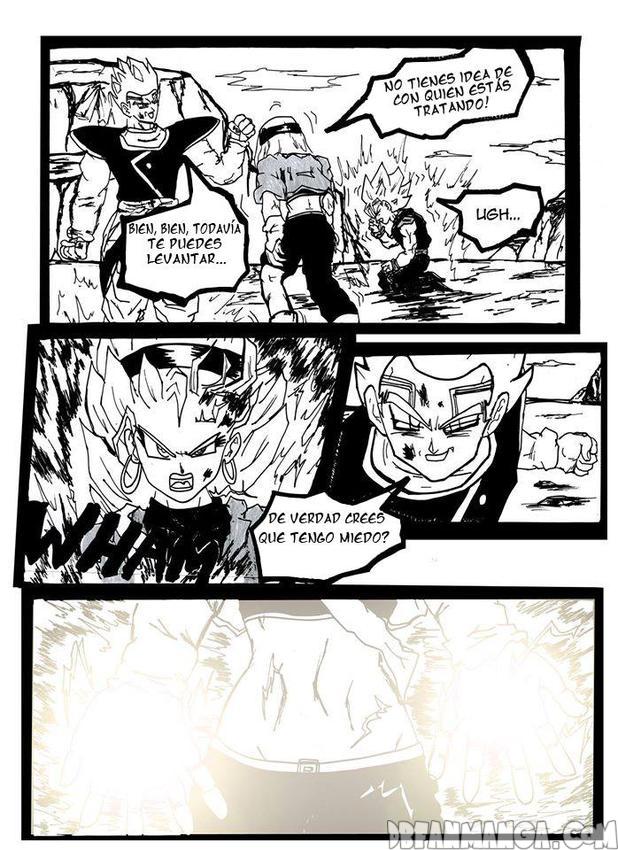 BIEN, BIEN, TODAVÍA
TE PUEDES
LEVANTAR...
NO TIENES IDEA DE
CON QUIEN ESTÁS
TRATANDO!
UGH...
WHAM
DE VERDAD CREES
QUE TENGO MIEDO?
DBFANMANGA.COM